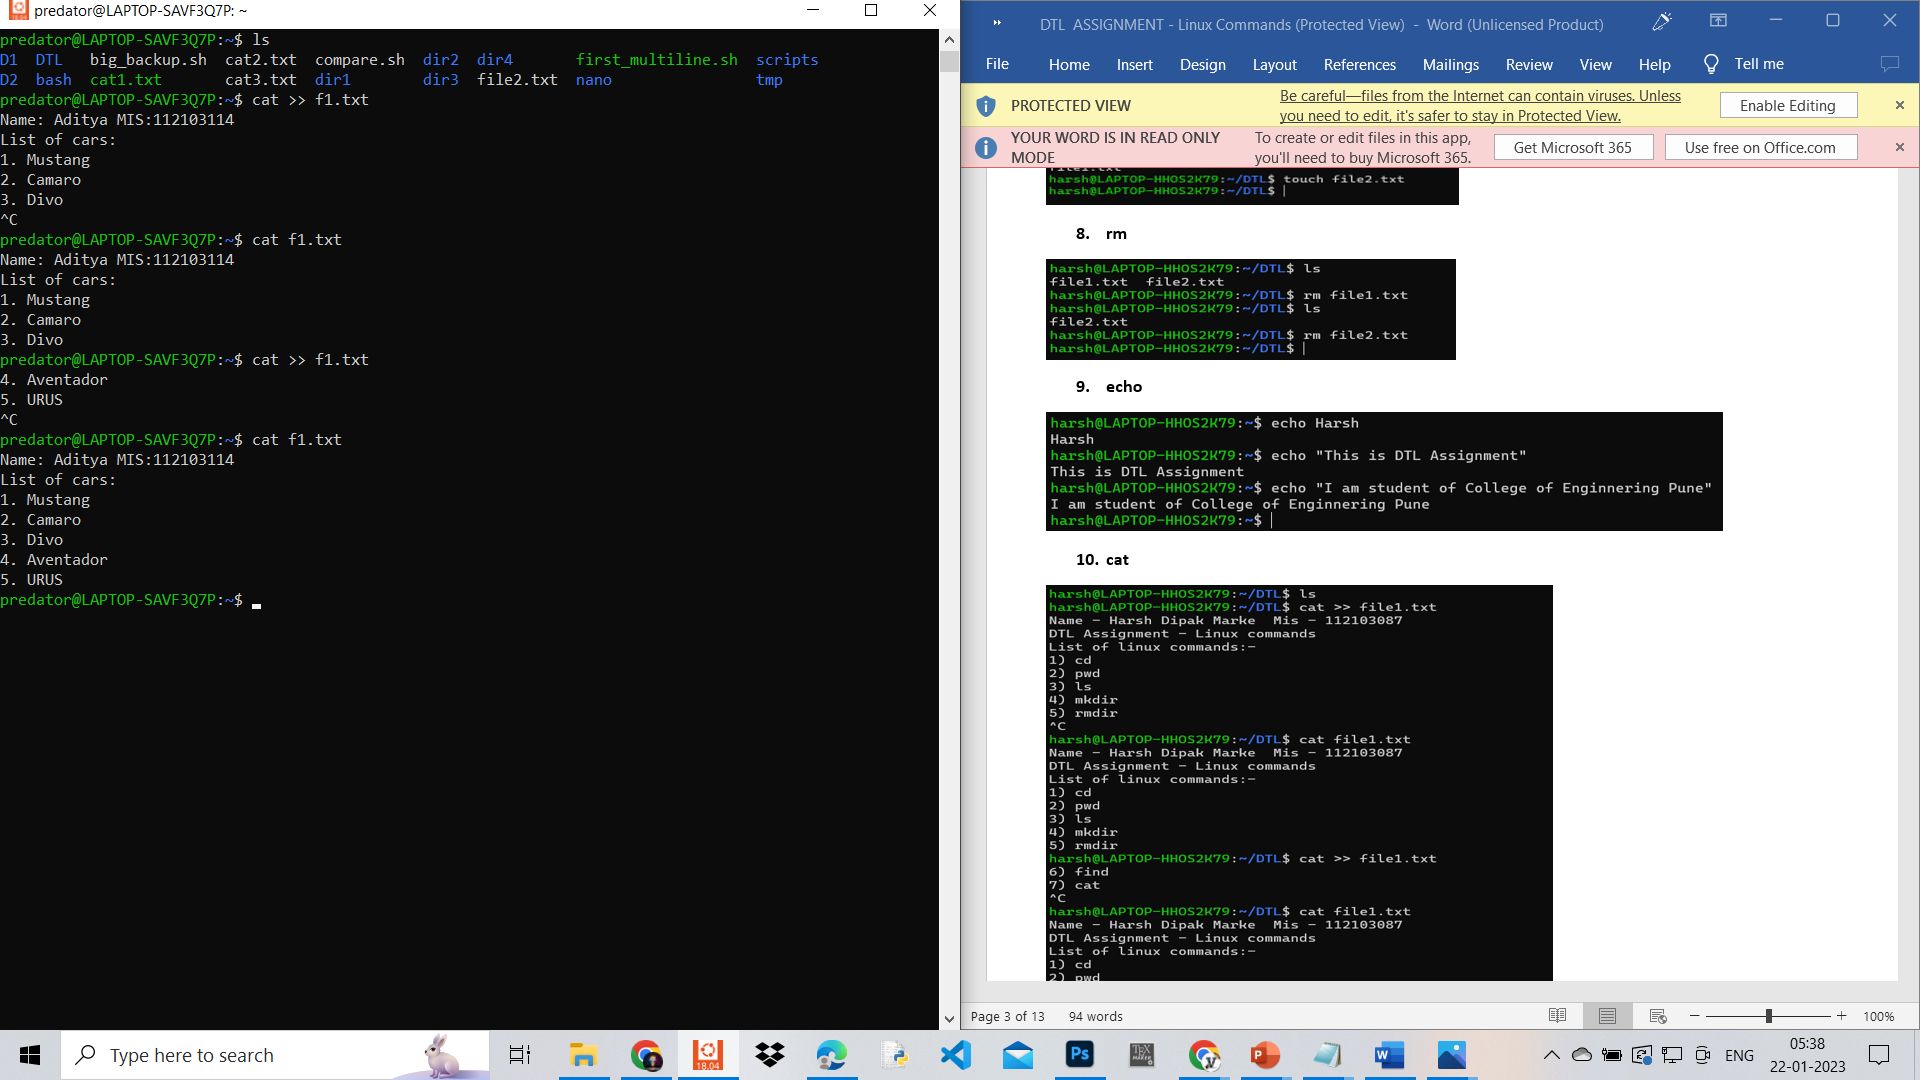 predator@LAPTOP-SAVF3Q7P: ~
predator@LAPTOP-SAVF3Q7P:~$ ls
D1  DTL   big_backup.sh  cat2.txt  compare.sh  dir2  dir4       first_multiline.sh  scripts
D2  bash  cat1.txt       cat3.txt  dir1        dir3  file2.txt  nano                tmp
predator@LAPTOP-SAVF3Q7P:~$ cat >> f1.txt
Name: Aditya MIS:112103114
List of cars:
1. Mustang
2. Camaro
3. Divo
^C
predator@LAPTOP-SAVF3Q7P:~$ cat f1.txt
Name: Aditya MIS:112103114
List of cars:
1. Mustang
2. Camaro
3. Divo
predator@LAPTOP-SAVF3Q7P:~$ cat >> f1.txt
4. Aventador
5. URUS
^C
predator@LAPTOP-SAVF3Q7P:~$ cat f1.txt
Name: Aditya MIS:112103114
List of cars:
1. Mustang
2. Camaro
3. Divo
4. Aventador
5. URUS
predator@LAPTOP-SAVF3Q7P:~$
DTL ASSIGNMENT - Linux Commands (Protected View) - Word (Unlicensed Product)
File Home Insert Design Layout References Mailings Review View Help Tell me
PROTECTED VIEW
Be careful—files from the Internet can contain viruses. Unless
you need to edit, it's safer to stay in Protected View.
Enable Editing
YOUR WORD IS IN READ ONLY
MODE
To create or edit files in this app,
you'll need to buy Microsoft 365.
Get Microsoft 365
Use free on Office.com
file1.txt
harsh@LAPTOP-HHOS2K79:~/DTL$ touch file2.txt
harsh@LAPTOP-HHOS2K79:~/DTL$
8. rm
harsh@LAPTOP-HHOS2K79:~/DTL$ ls
file1.txt  file2.txt
harsh@LAPTOP-HHOS2K79:~/DTL$ rm file1.txt
harsh@LAPTOP-HHOS2K79:~/DTL$ ls
file2.txt
harsh@LAPTOP-HHOS2K79:~/DTL$ rm file2.txt
harsh@LAPTOP-HHOS2K79:~/DTL$
9. echo
harsh@LAPTOP-HHOS2K79:~$ echo Harsh
Harsh
harsh@LAPTOP-HHOS2K79:~$ echo "This is DTL Assignment"
This is DTL Assignment
harsh@LAPTOP-HHOS2K79:~$ echo "I am student of College of Enginnering Pune"
I am student of College of Enginnering Pune
harsh@LAPTOP-HHOS2K79:~$
10. cat
harsh@LAPTOP-HHOS2K79:~/DTL$ ls
harsh@LAPTOP-HHOS2K79:~/DTL$ cat >> file1.txt
Name - Harsh Dipak Marke  Mis - 112103087
DTL Assignment - Linux commands
List of linux commands:-
1) cd
2) pwd
3) ls
4) mkdir
5) rmdir
^C
harsh@LAPTOP-HHOS2K79:~/DTL$ cat file1.txt
Name - Harsh Dipak Marke  Mis - 112103087
DTL Assignment - Linux commands
List of linux commands:-
1) cd
2) pwd
3) ls
4) mkdir
5) rmdir
harsh@LAPTOP-HHOS2K79:~/DTL$ cat >> file1.txt
6) find
7) cat
^C
harsh@LAPTOP-HHOS2K79:~/DTL$ cat file1.txt
Name - Harsh Dipak Marke  Mis - 112103087
DTL Assignment - Linux commands
List of linux commands:-
1) cd
2) pwd
Page 3 of 13
94 words
100%
Type here to search
18.04
Ps
ENG
05:38
22-01-2023